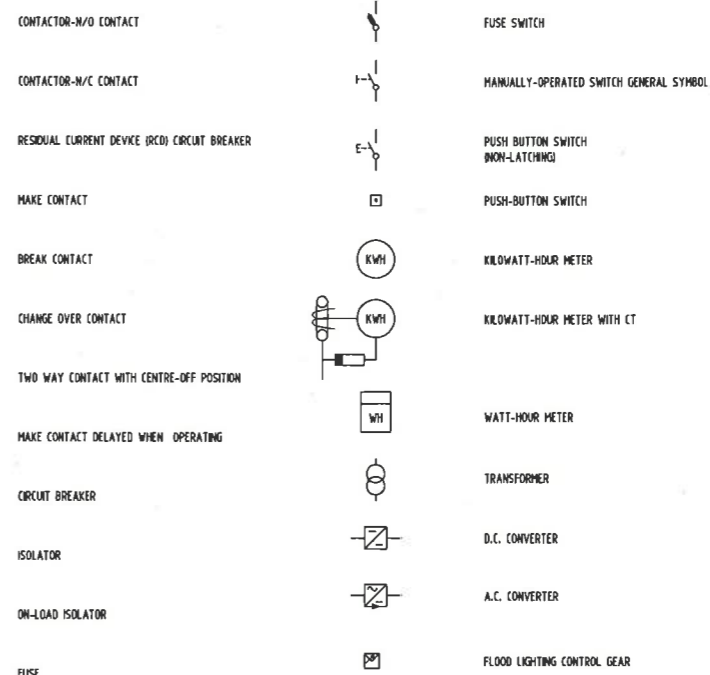 CONTACTOR-N/O CONTACT
FUSE SWITCH
CONTACTOR-N/C CONTACT
MANUALLY-OPERATED SWITCH GENERAL SYMBOL
RESIDUAL CURRENT DEVICE (RCD) CIRCUIT BREAKER
PUSH BUTTON SWITCH
(NON-LATCHING)
MAKE CONTACT
PUSH-BUTTON SWITCH
BREAK CONTACT
KWH
KILOWATT-HOUR METER
CHANGE OVER CONTACT
KWH
KILOWATT-HOUR METER WITH CT
TWO WAY CONTACT WITH CENTRE-OFF POSITION
WH
WATT-HOUR METER
MAKE CONTACT DELAYED WHEN OPERATING
TRANSFORMER
CIRCUIT BREAKER
D.C. CONVERTER
ISOLATOR
A.C. CONVERTER
ON-LOAD ISOLATOR
FLOOD LIGHTING CONTROL GEAR
FUSE